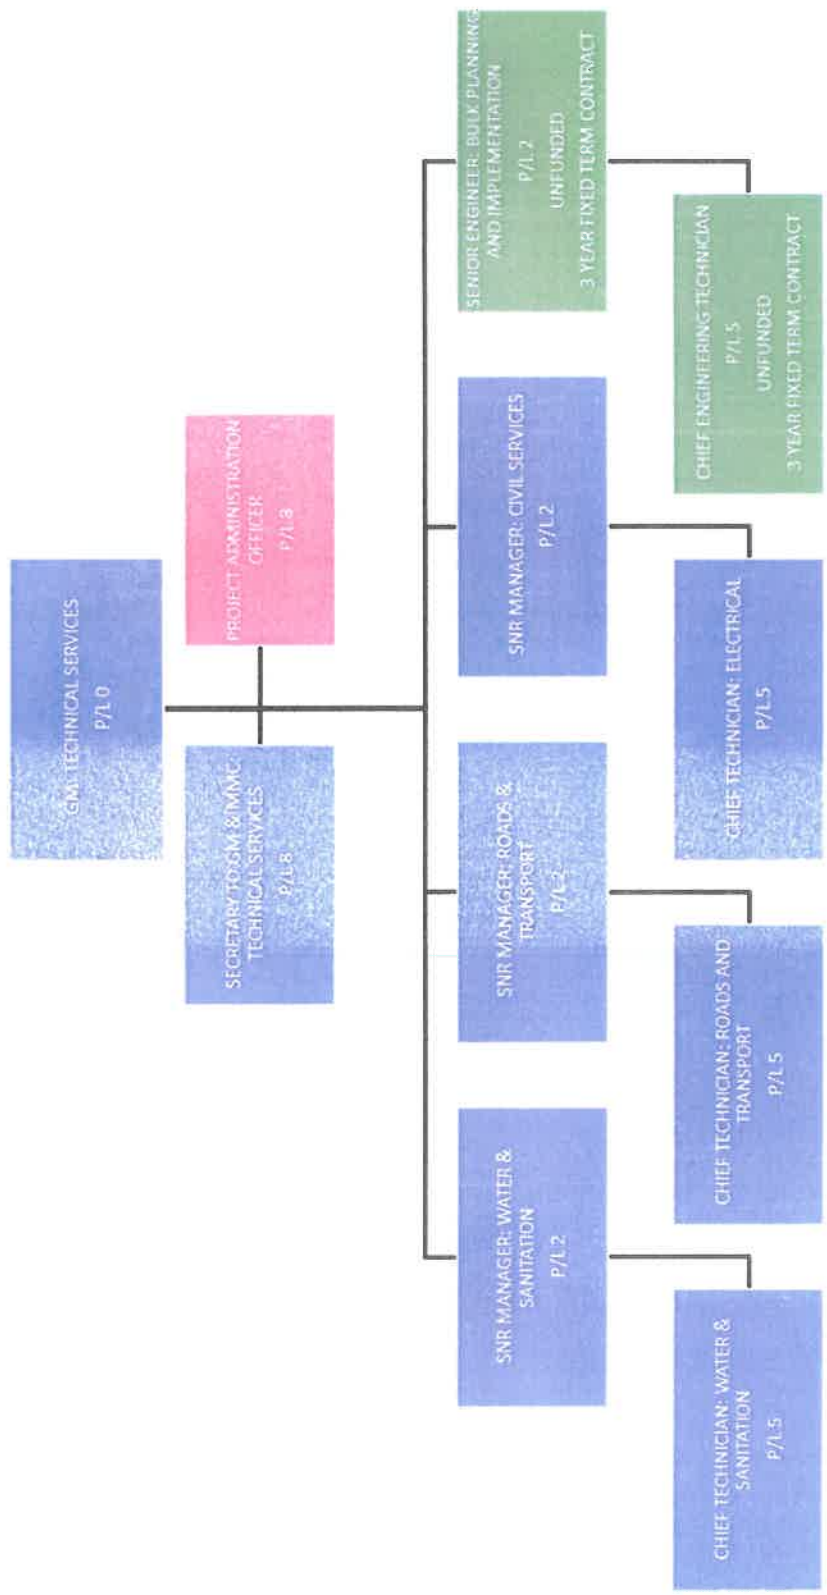 GM: TECHNICAL SERVICES
P/L 0
SECRETARY TO GM & MMC:
TECHNICAL SERVICES
P/L 8
PROJECT ADMINISTRATION
OFFICER
P/L 8
SNR MANAGER: WATER &
SANITATION
P/L 2
SNR MANAGER: ROADS &
TRANSPORT
P/L 2
SNR MANAGER: CIVIL SERVICES
P/L 2
SENIOR ENGINEER: BULK PLANNING
AND IMPLEMENTATION
P/L 2
UNFUNDED
3 YEAR FIXED TERM CONTRACT
CHIEF TECHNICIAN: WATER &
SANITATION
P/L 5
CHIEF TECHNICIAN: ROADS AND
TRANSPORT
P/L 5
CHIEF TECHNICIAN: ELECTRICAL
P/L 5
CHIEF ENGINEERING TECHNICIAN
P/L 5
UNFUNDED
3 YEAR FIXED TERM CONTRACT